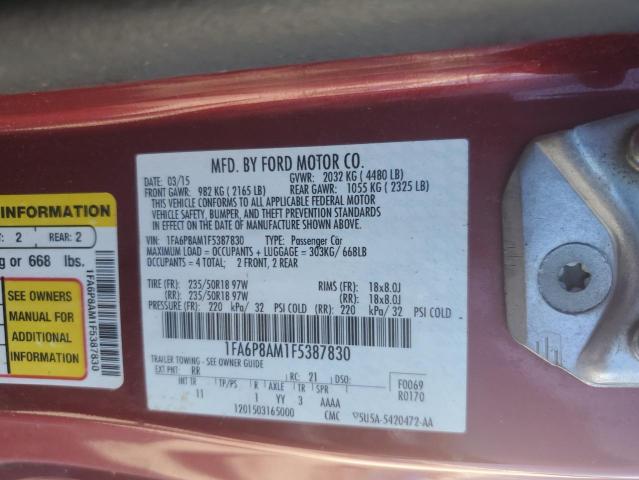 INFORMATION
: 2 REAR: 2
g or 668 lbs.
SEE OWNERS
MANUAL FOR
ADDITIONAL
INFORMATION
1FA6P8AM1F5387830
MFD. BY FORD MOTOR CO.
DATE: 03/15 GVWR: 2032 KG ( 4480 LB)
FRONT GAWR: 982 KG ( 2165 LB) REAR GAWR: 1055 KG ( 2325 LB)
THIS VEHICLE CONFORMS TO ALL APPLICABLE FEDERAL MOTOR
VEHICLE SAFETY, BUMPER, AND THEFT PREVENTION STANDARDS
IN EFFECT ON THE DATE OF MANUFACTURE SHOWN ABOVE.
VIN: 1FA6P8AM1F5387830 TYPE: Passenger Car
MAXIMUM LOAD = OCCUPANTS + LUGGAGE = 303KG/ 668LB
OCCUPANTS = 4 TOTAL; 2 FRONT, 2 REAR
TIRE (FR): 235/50R18 97W RIMS (FR): 18x8.0J
(RR): 235/50R18 97W (RR): 18x8.0J
PRESSURE (FR): 220 kPa/ 32 PSI COLD (RR): 220 kPa/ 32 PSI COLD
1FA6P8AM1F5387830
TRAILER TOWING - SEE OWNER GUIDE
EXT PNT: RR RC: 21 DSO: F0069
INT TR TP/PS R AXLE TR SPR R0170
11 1 YY 3 AAAA
1201503165000 CMC 5U5A-5420472-AA